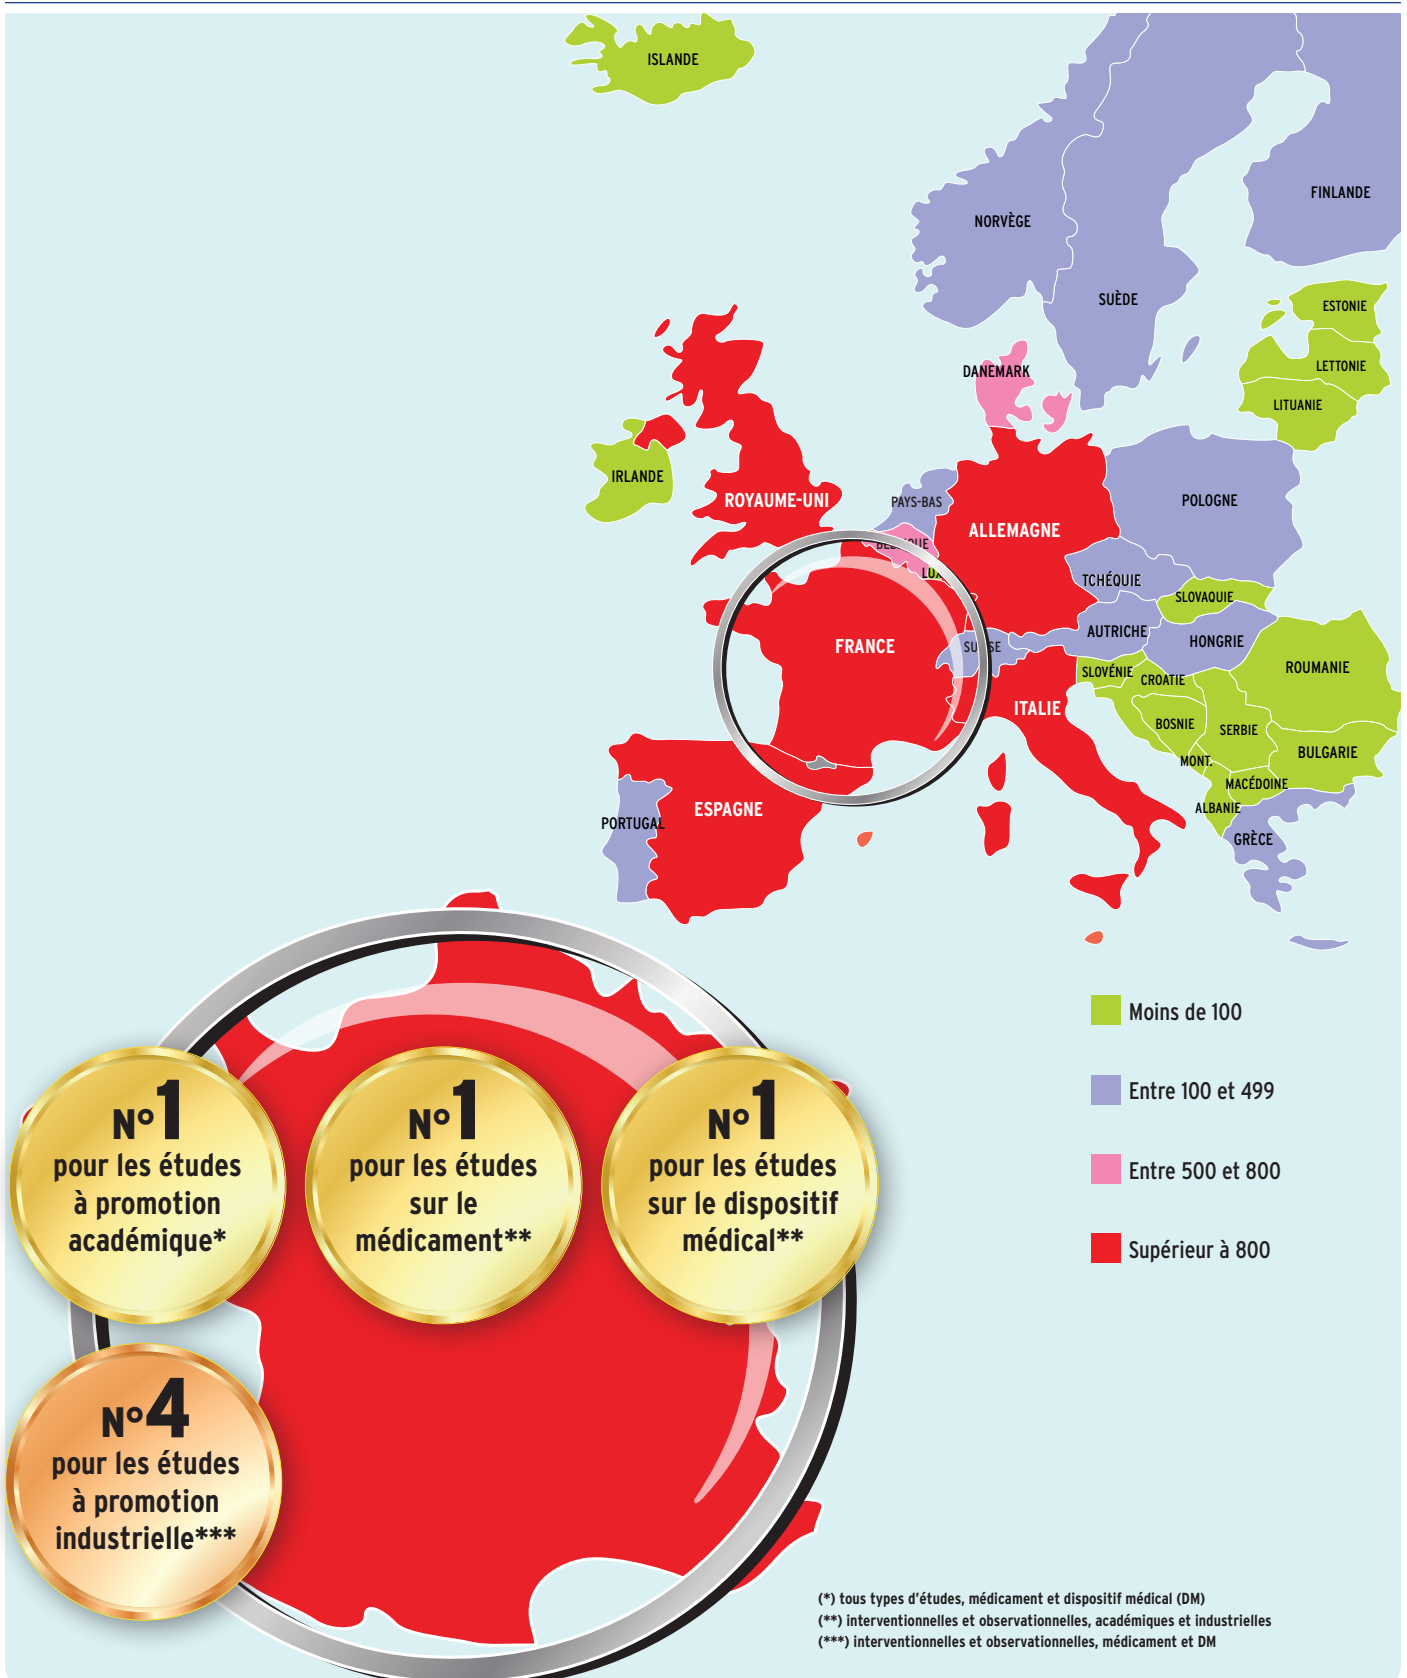 ISLANDE
FINLANDE
NORVÈGE
SUÈDE
ESTONIE
LETTONIE
DANEMARK
LITUANIE
IRLANDE
ROYAUME-UNI
PAYS-BAS
POLOGNE
ALLEMAGNE
BELGIQUE
LUX
TCHÉQUIE
SLOVAQUIE
AUTRICHE
HONGRIE
FRANCE
SUISSE
ROUMANIE
SLOVÉNIE
CROATIE
ITALIE
BOSNIE
SERBIE
BULGARIE
MONT.
MACÉDOINE
ALBANIE
ESPAGNE
PORTUGAL
GRÈCE
Moins de 100
Entre 100 et 499
Entre 500 et 800
Supérieur à 800
N°1
pour les études
à promotion
académique*
N°1
pour les études
sur le
médicament**
N°1
pour les études
sur le dispositif
médical**
N°4
pour les études
à promotion
industrielle***
(*) tous types d'études, médicament et dispositif médical (DM)
(**) interventionnelles et observationnelles, académiques et industrielles
(***) interventionnelles et observationnelles, médicament et DM